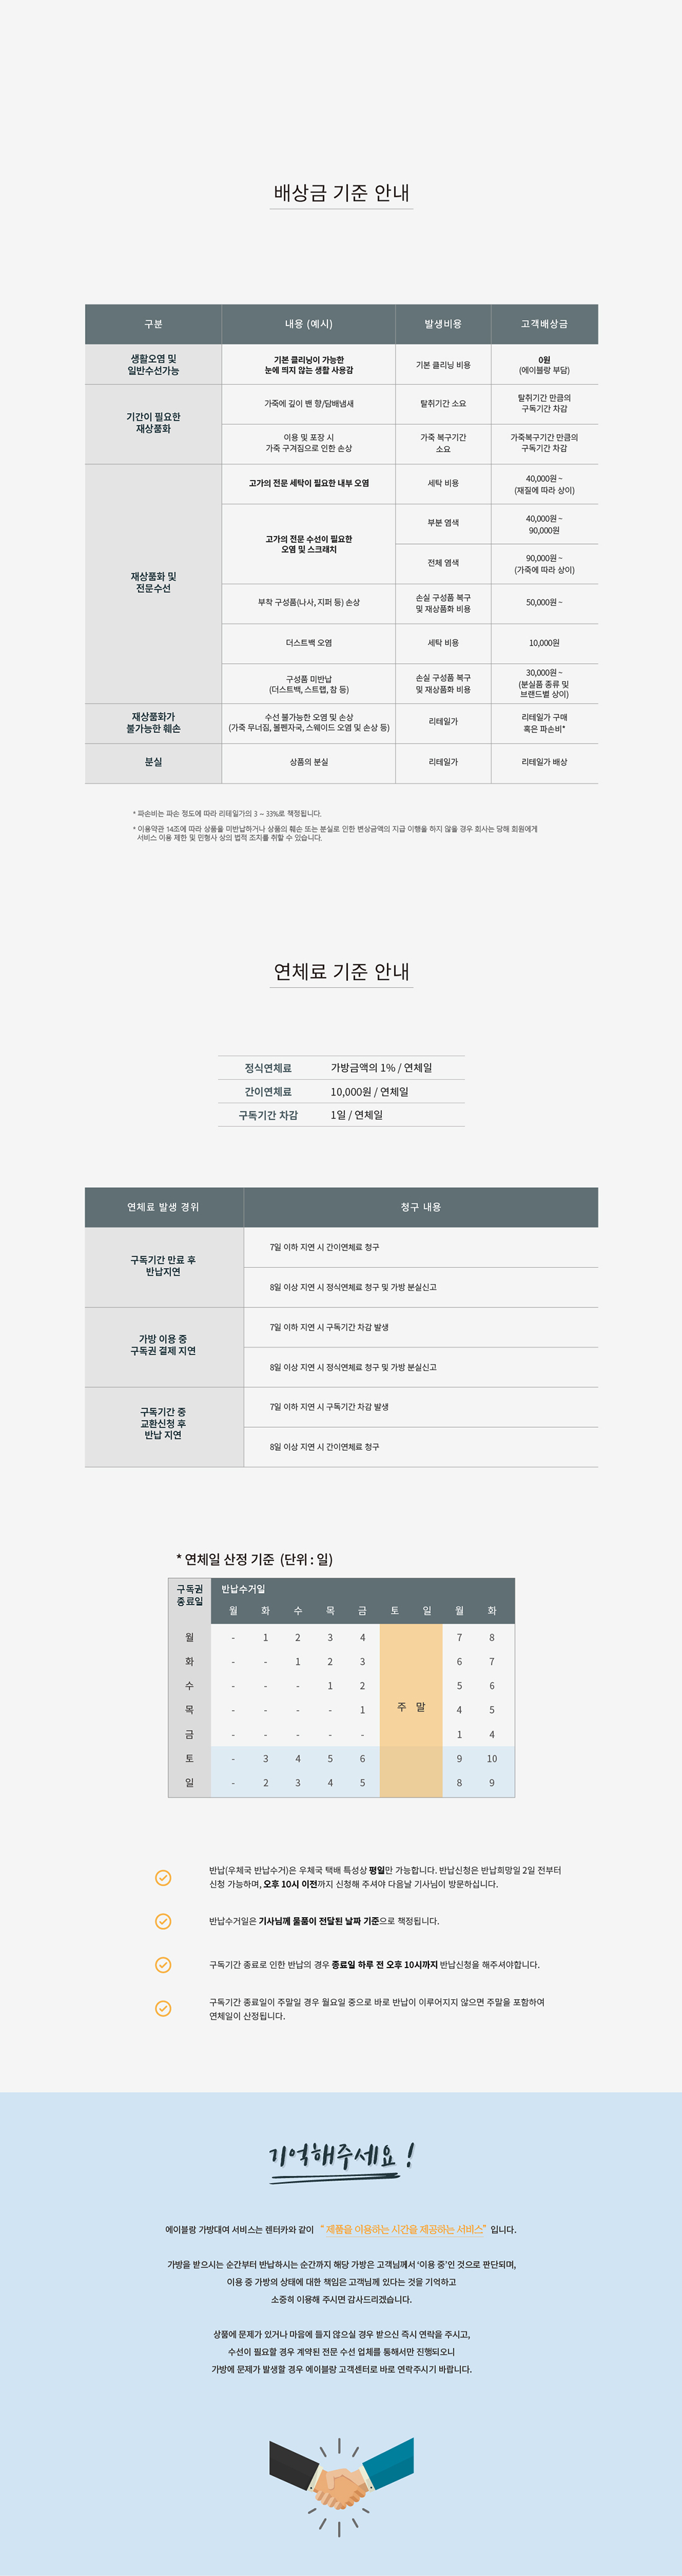 배상금 기준 안내
구분
내용 (예시)
발생비용
고객배상금
생활오염 및
일반수선가능
기본 클리닝이 가능한
눈에 띄지 않는 생활 사용감
기본 클리닝 비용
0원
(에이블랑 부담)
기간이 필요한
재상품화
가죽에 깊이 밴 향/담배냄새
탈취기간 소요
탈취기간 만큼의
구독기간 차감
이용 및 포장 시
가죽 구겨짐으로 인한 손상
가죽 복구기간
소요
가죽복구기간 만큼의
구독기간 차감
재상품화 및
전문수선
고가의 전문 세탁이 필요한 내부 오염
세탁 비용
40,000원 ~
(재질에 따라 상이)
고가의 전문 수선이 필요한
오염 및 스크래치
부분 염색
40,000원 ~
90,000원
전체 염색
90,000원 ~
(가죽에 따라 상이)
부착 구성품(나사, 지퍼 등) 손상
손실 구성품 복구
및 재상품화 비용
50,000원 ~
더스트백 오염
세탁 비용
10,000원
구성품 미반납
(더스트백, 스트랩, 참 등)
손실 구성품 복구
및 재상품화 비용
30,000원 ~
(분실품 종류 및
브랜드별 상이)
재상품화가
불가능한 훼손
수선 불가능한 오염 및 손상
(가죽 무너짐, 볼펜자국, 스웨이드 오염 및 손상 등)
리테일가
리테일가 구매
혹은 파손비*
분실
상품의 분실
리테일가
리테일가 배상
* 파손비는 파손 정도에 따라 리테일가의 3 ~ 33%로 책정됩니다.
* 이용약관 14조에 따라 상품을 미반납하거나 상품의 훼손 또는 분실로 인한 변상금액의 지급 이행을 하지 않을 경우 회사는 당해 회원에게
서비스 이용 제한 및 민형사 상의 법적 조치를 취할 수 있습니다.
연체료 기준 안내
정식연체료 가방금액의 1% / 연체일
간이연체료 10,000원 / 연체일
구독기간 차감 1일 / 연체일
연체료 발생 경위
청구 내용
구독기간 만료 후
반납지연
7일 이하 지연 시 간이연체료 청구
8일 이상 지연 시 정식연체료 청구 및 가방 분실신고
가방 이용 중
구독권 결제 지연
7일 이하 지연 시 구독기간 차감 발생
8일 이상 지연 시 정식연체료 청구 및 가방 분실신고
구독기간 중
교환신청 후
반납 지연
7일 이하 지연 시 구독기간 차감 발생
8일 이상 지연 시 간이연체료 청구
* 연체일 산정 기준 (단위 : 일)
구독권
종료일
반납수거일
월 화 수 목 금 토 일 월 화
월 - 1 2 3 4 7 8
화 - - 1 2 3 6 7
수 - - - 1 2 5 6
목 - - - - 1 주 말 4 5
금 - - - - - 1 4
토 - 3 4 5 6 9 10
일 - 2 3 4 5 8 9
반납(우체국 반납수거)은 우체국 택배 특성상 평일만 가능합니다. 반납신청은 반납희망일 2일 전부터
신청 가능하며, 오후 10시 이전까지 신청해 주셔야 다음날 기사님이 방문하십니다.
반납수거일은 기사님께 물품이 전달된 날짜 기준으로 책정됩니다.
구독기간 종료로 인한 반납의 경우 종료일 하루 전 오후 10시까지 반납신청을 해주셔야합니다.
구독기간 종료일이 주말일 경우 월요일 중으로 바로 반납이 이루어지지 않으면 주말을 포함하여
연체일이 산정됩니다.
기억해주세요!
에이블랑 가방대여 서비스는 렌터카와 같이 “ 제품을 이용하는 시간을 제공하는 서비스” 입니다.
가방을 받으시는 순간부터 반납하시는 순간까지 해당 가방은 고객님께서 ‘이용 중’인 것으로 판단되며,
이용 중 가방의 상태에 대한 책임은 고객님께 있다는 것을 기억하고
소중히 이용해 주시면 감사드리겠습니다.
상품에 문제가 있거나 마음에 들지 않으실 경우 받으신 즉시 연락을 주시고,
수선이 필요할 경우 계약된 전문 수선 업체를 통해서만 진행되오니
가방에 문제가 발생할 경우 에이블랑 고객센터로 바로 연락주시기 바랍니다.